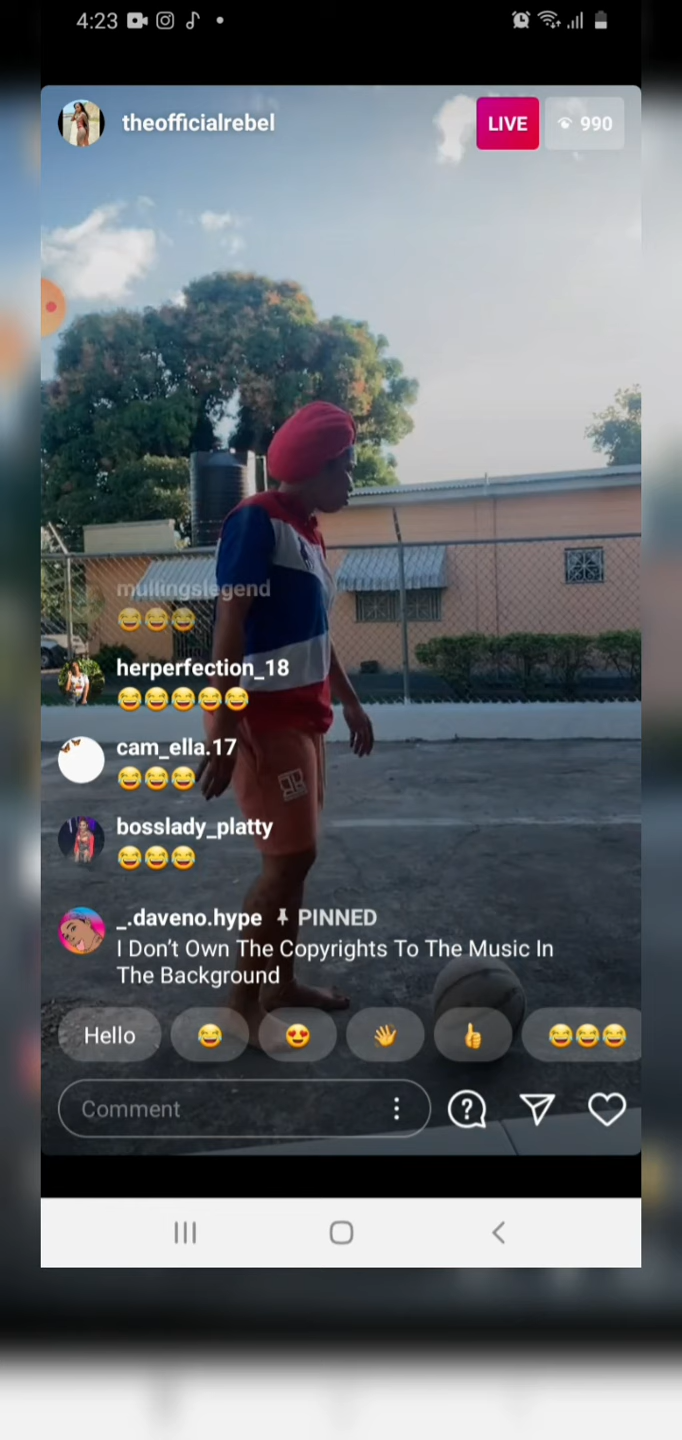 4:23
theofficialrebel
LIVE
990
mullingslegend
😂😂😂
herperfection_18
😂😂😂😂😂
cam_ella.17
😂😂😂
bosslady_platty
😂😂😂
_.daveno.hype PINNED
I Don't Own The Copyrights To The Music In
The Background
Hello 😂 😍 👋 👍 😂😂😂
Comment